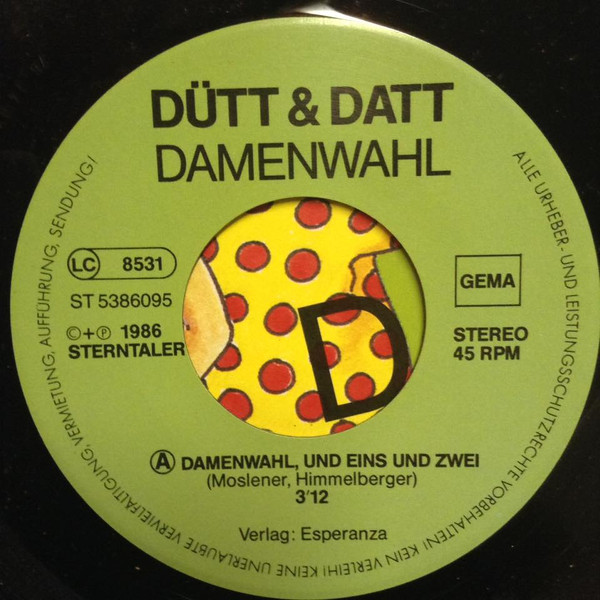 DÜTT & DATT
DAMENWAHL
ALLE URHEBER- UND LEISTUNGSSCHUTZRECHTE VORBEHALTEN! KEIN VERLEIH! KEINE UNERLAUBTE VERVIELFÄLTIGUNG, VERMIETUNG, AUFFÜHRUNG, SENDUNG!
LC 8531
ST 5386095
©+Ⓟ 1986
STERNTALER
GEMA
STEREO
45 RPM
D
Ⓐ DAMENWAHL, UND EINS UND ZWEI
(Moslener, Himmelberger)
3'12
Verlag: Esperanza